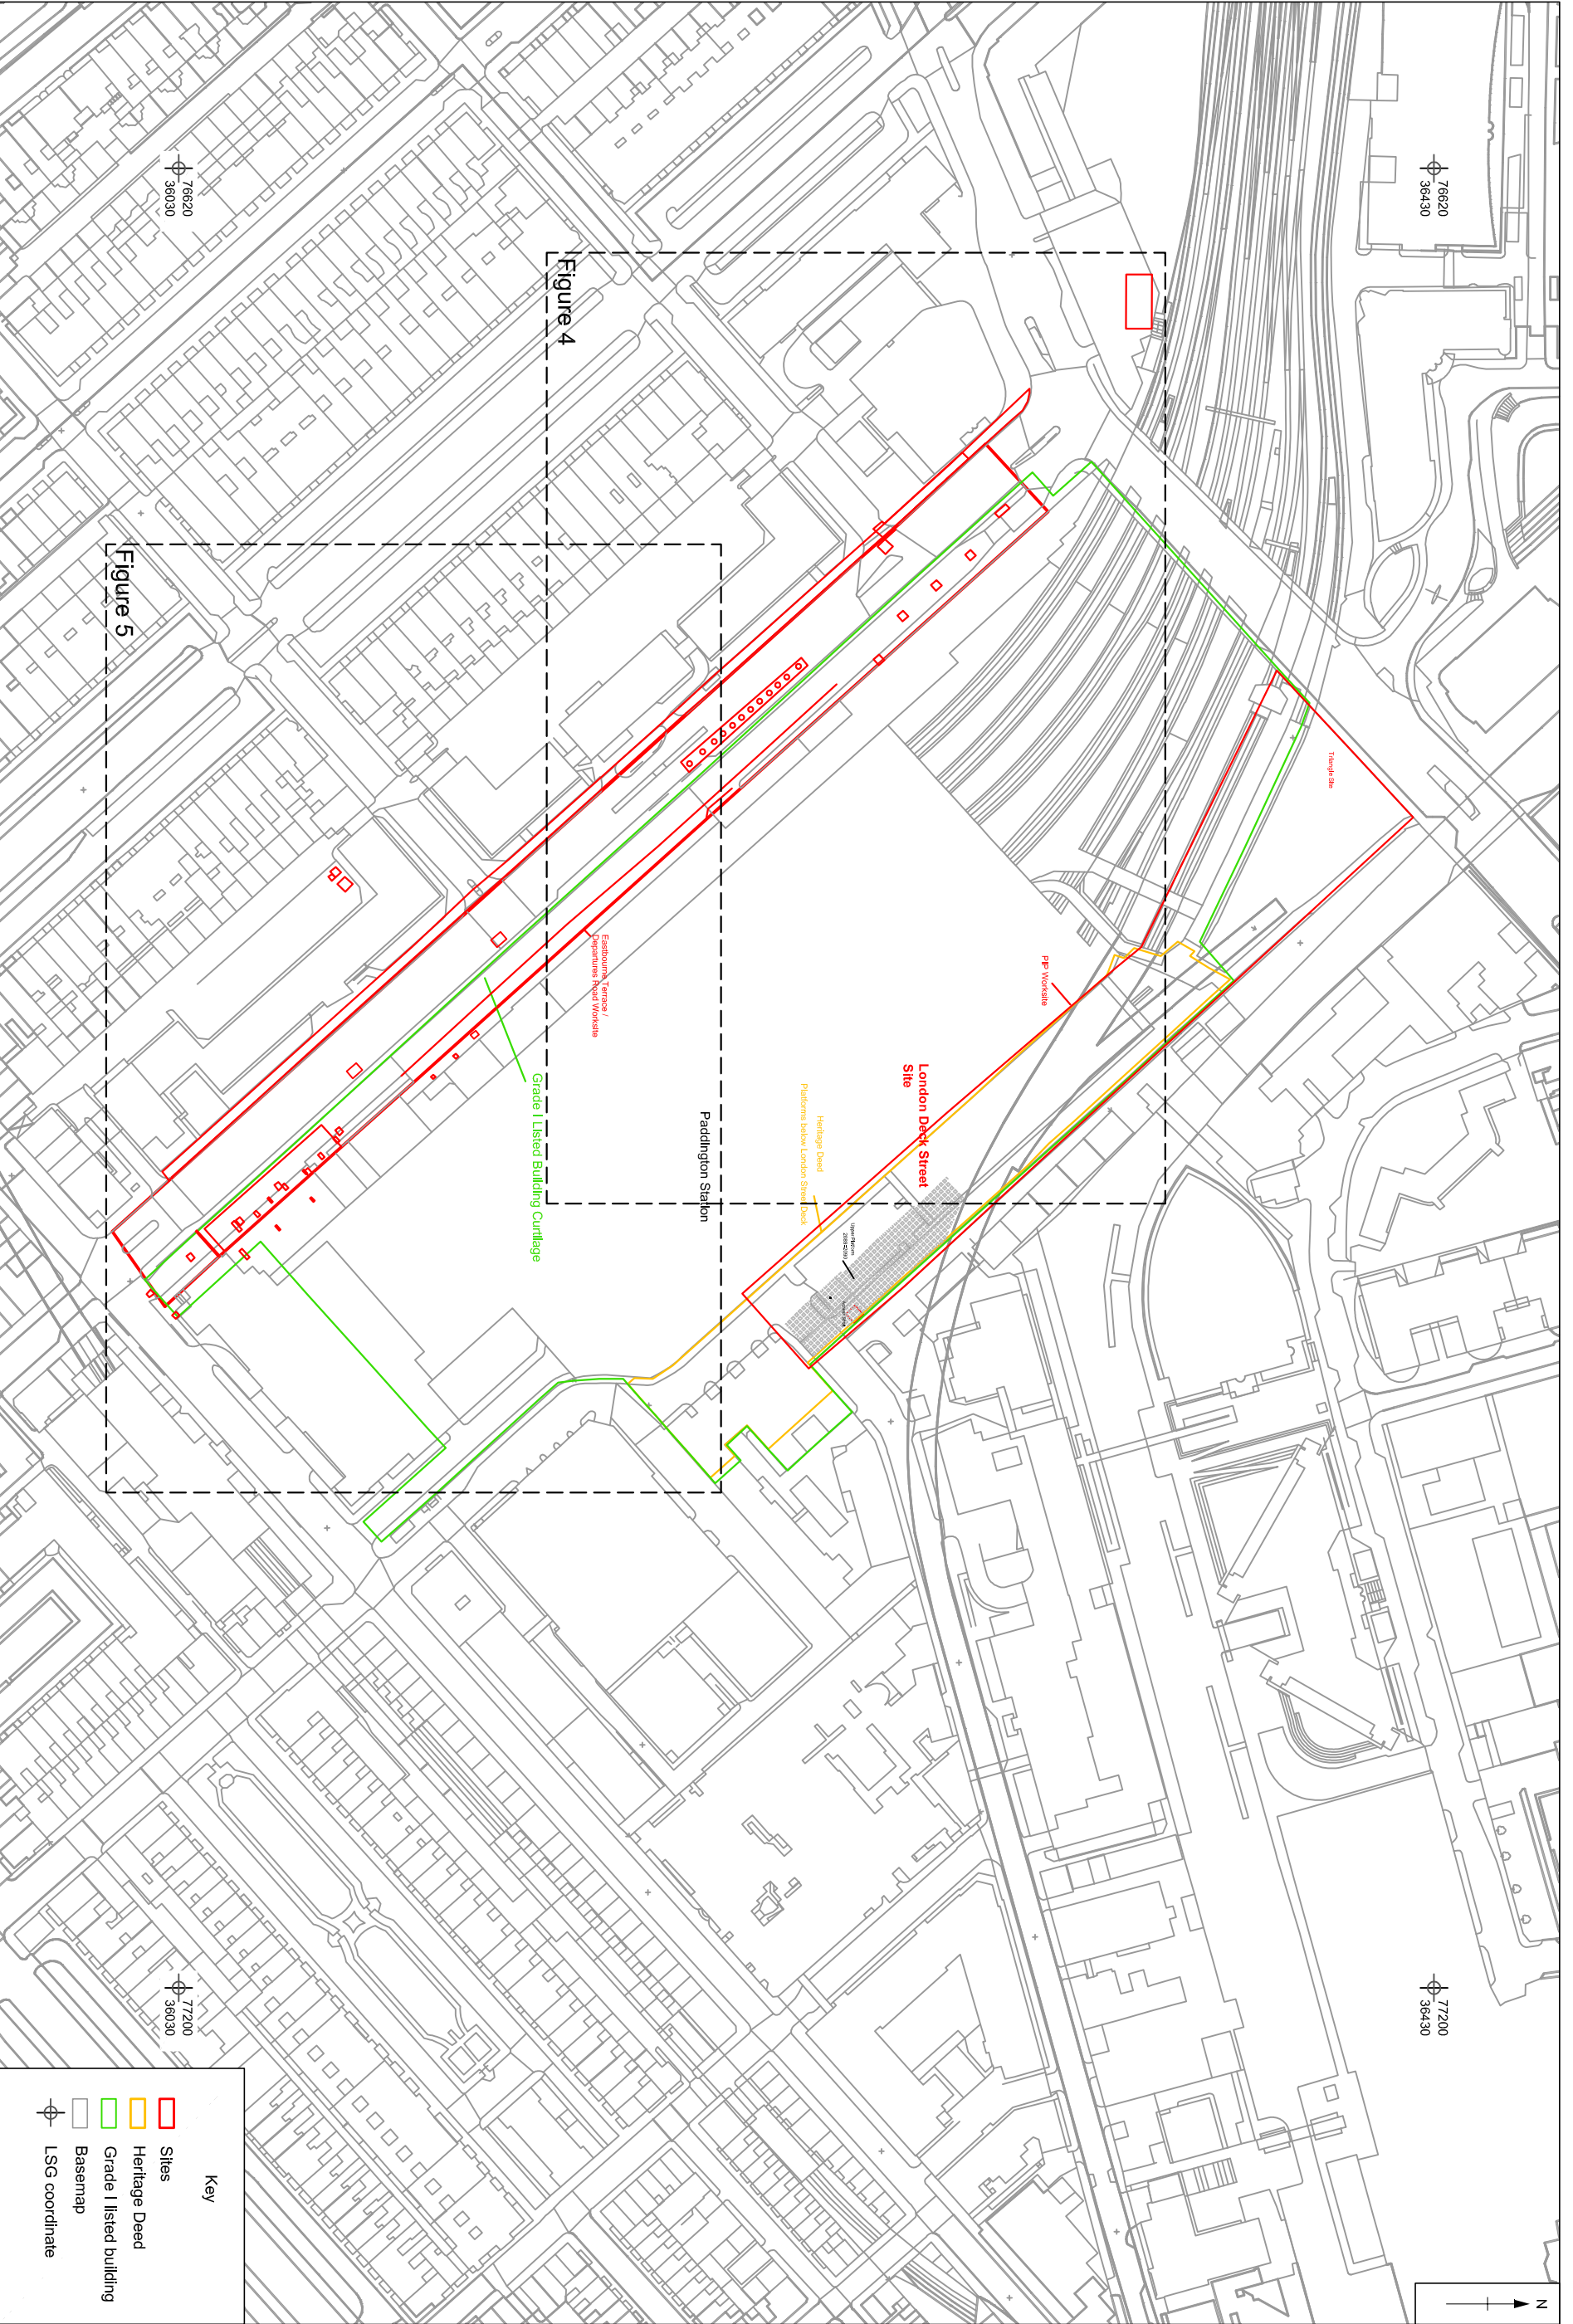 N
76620
36430
77200
36430
Triangle Site
PIP Worksite
London Deck Street
Site
Heritage Deed
Platforms below London Street Deck
Paddington Station
Figure 4
Eastbourne Terrace /
Departures Road Worksite
Grade I Listed Building Curtilage
Figure 5
76620
36030
77200
36030
Key
Sites
Heritage Deed
Grade I listed building
Basemap
LSG coordinate